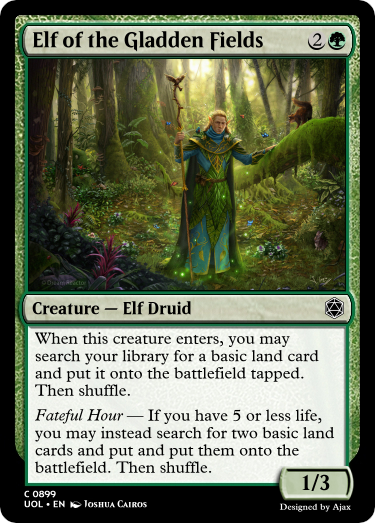 Elf of the Gladden Fields 2
Creature — Elf Druid
When this creature enters, you may
search your library for a basic land card
and put it onto the battlefield tapped.
Then shuffle.
Fateful Hour — If you have 5 or less life,
you may instead search for two basic land
cards and put and put them onto the
battlefield. Then shuffle.
1/3
C 0899
UOL • EN Joshua Cairos
Designed by Ajax